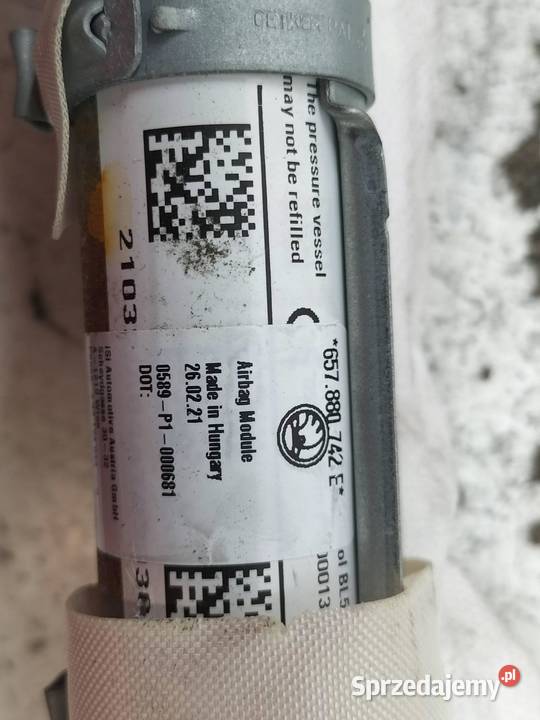 The pressure vessel
may not be refilled
2103
*657.880.742 E*
Airbag Module
Made in Hungary
26.02.21
0589-P1-000681
DOT:
iSi Automotive Austria GmbH
00013
Sprzedajemy.pl